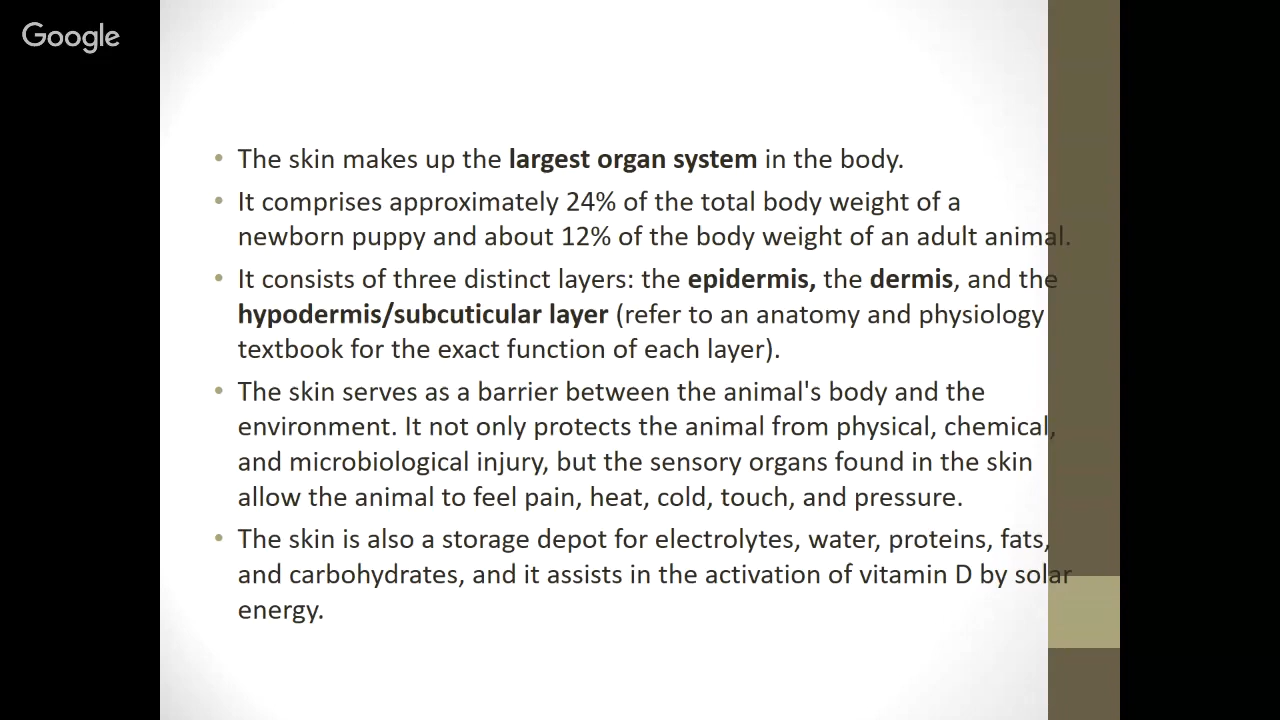 Google
• The skin makes up the largest organ system in the body.
• It comprises approximately 24% of the total body weight of a
newborn puppy and about 12% of the body weight of an adult animal.
• It consists of three distinct layers: the epidermis, the dermis, and the
hypodermis/subcuticular layer (refer to an anatomy and physiology
textbook for the exact function of each layer).
• The skin serves as a barrier between the animal's body and the
environment. It not only protects the animal from physical, chemical,
and microbiological injury, but the sensory organs found in the skin
allow the animal to feel pain, heat, cold, touch, and pressure.
• The skin is also a storage depot for electrolytes, water, proteins, fats,
and carbohydrates, and it assists in the activation of vitamin D by solar
energy.